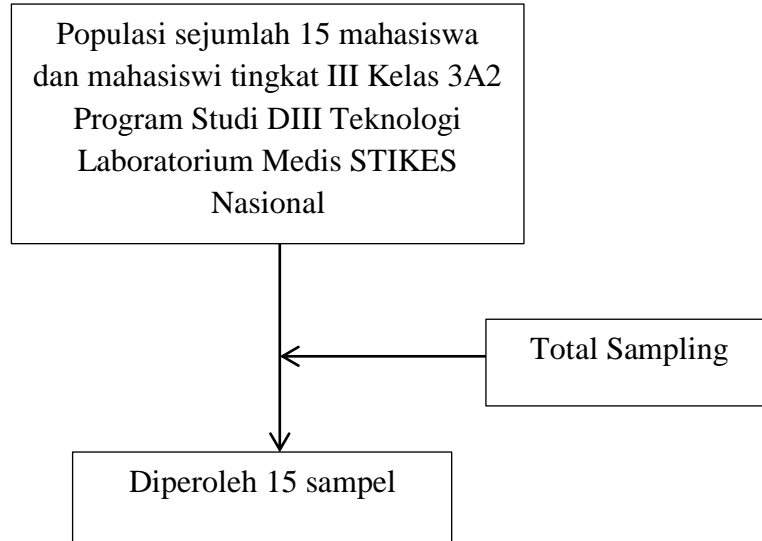 Populasi sejumlah 15 mahasiswa
dan mahasiswi tingkat III Kelas 3A2
Program Studi DIII Teknologi
Laboratorium Medis STIKES
Nasional
Total Sampling
Diperoleh 15 sampel